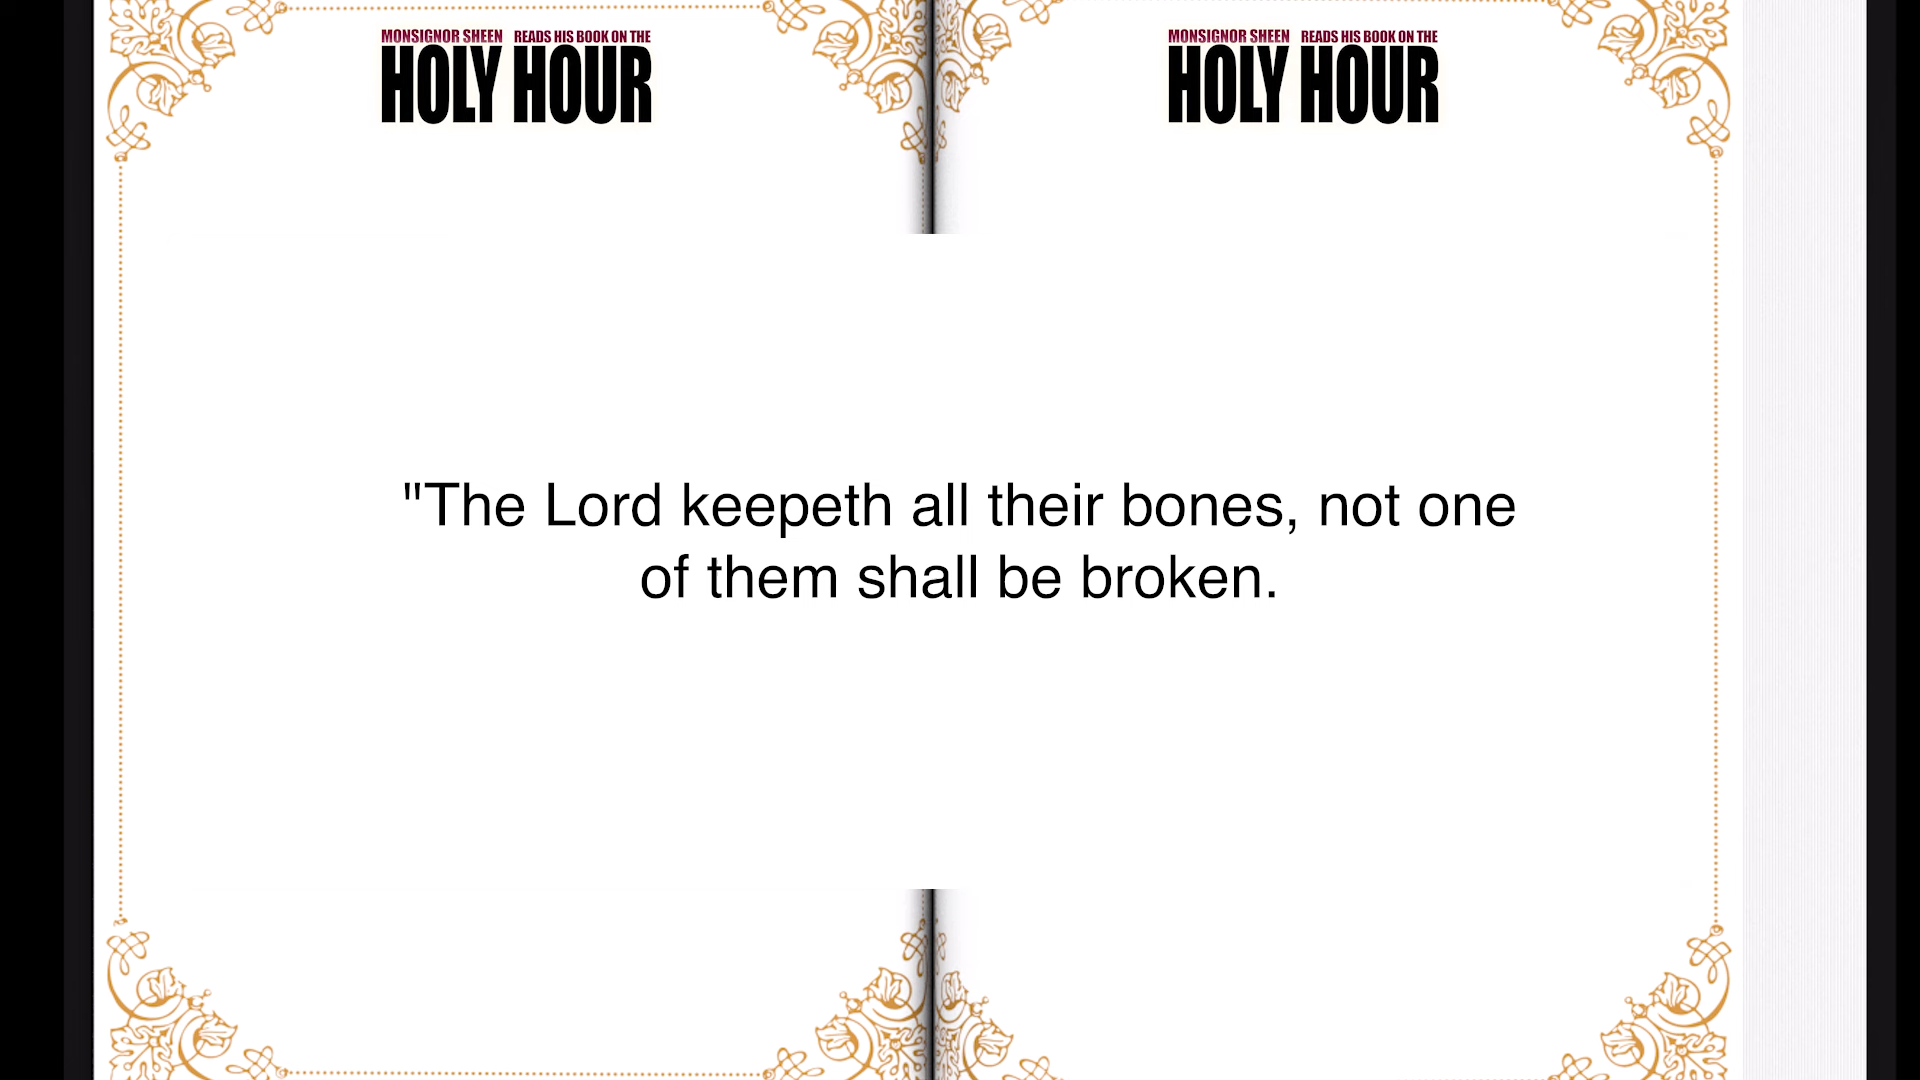 MONSIGNOR SHEEN READS HIS BOOK ON THE
HOLY HOUR
MONSIGNOR SHEEN READS HIS BOOK ON THE
HOLY HOUR
"The Lord keepeth all their bones, not one
of them shall be broken.